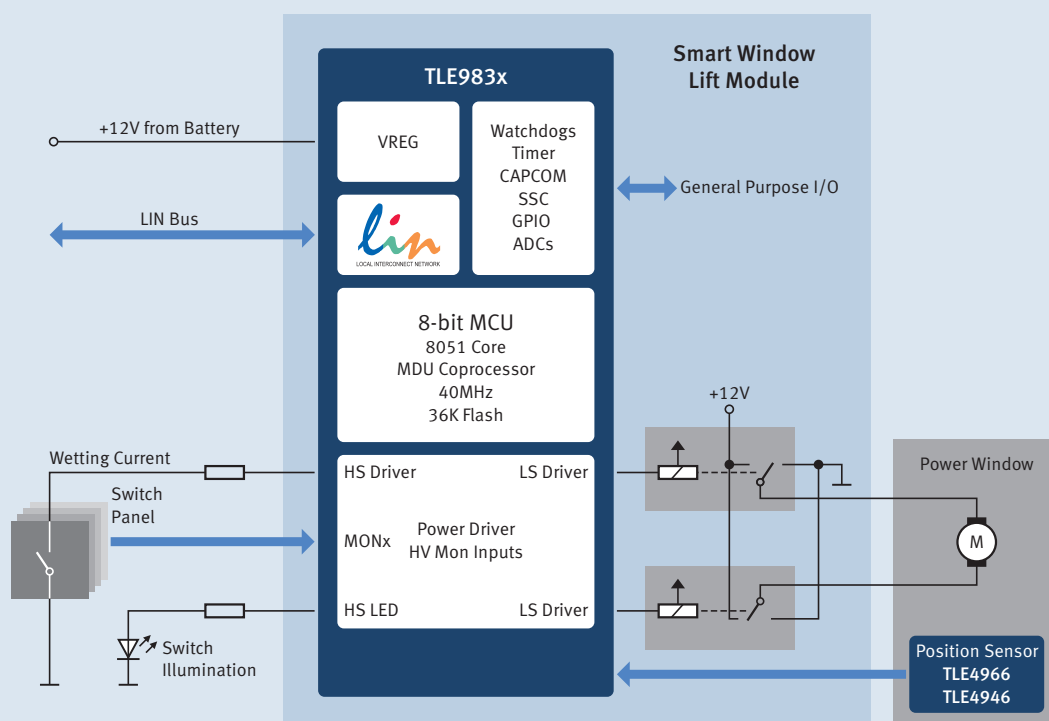 Smart Window
Lift Module
TLE983x
+12V from Battery
VREG
Watchdogs
Timer
CAPCOM
SSC
GPIO
ADCs
General Purpose I/O
LIN Bus
lin
LOCAL INTERCONNECT NETWORK
8-bit MCU
8051 Core
MDU Coprocessor
40MHz
36K Flash
+12V
Wetting Current
HS Driver
LS Driver
Power Window
Switch
Panel
MONx
Power Driver
HV Mon Inputs
M
HS LED
LS Driver
Switch
Illumination
Position Sensor
TLE4966
TLE4946